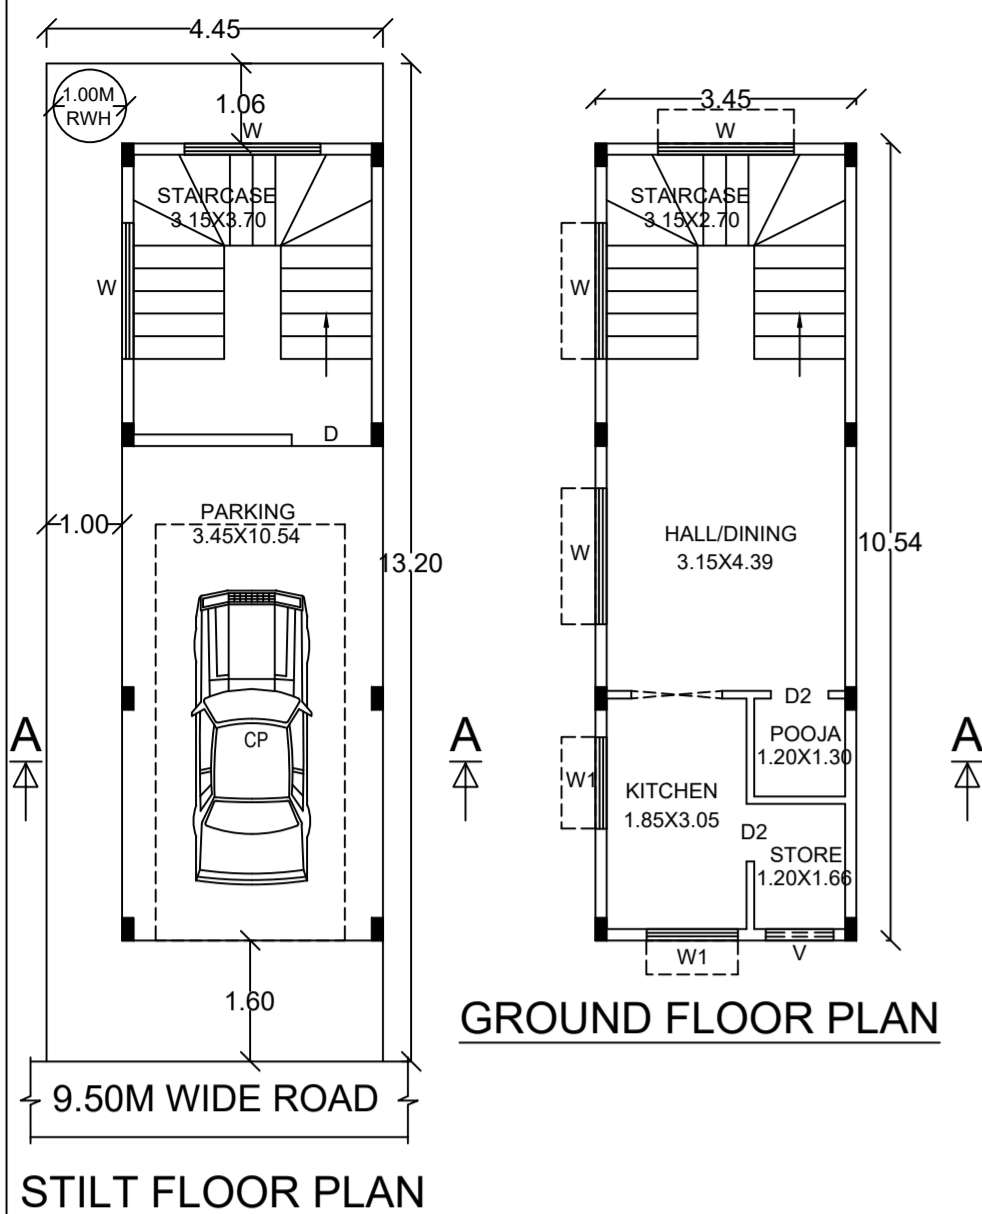 4.45
1.00M
RWH
1.06
W
STAIRCASE
3.15X3.70
W
D
1.00
PARKING
3.45X10.54
13.20
CP
A
A
1.60
9.50M WIDE ROAD
STILT FLOOR PLAN
3.45
W
STAIRCASE
3.15X2.70
W
W
HALL/DINING
3.15X4.39
10.54
D2
POOJA
1.20X1.30
W1
KITCHEN
1.85X3.05
D2
STORE
1.20X1.66
A
W1
V
GROUND FLOOR PLAN